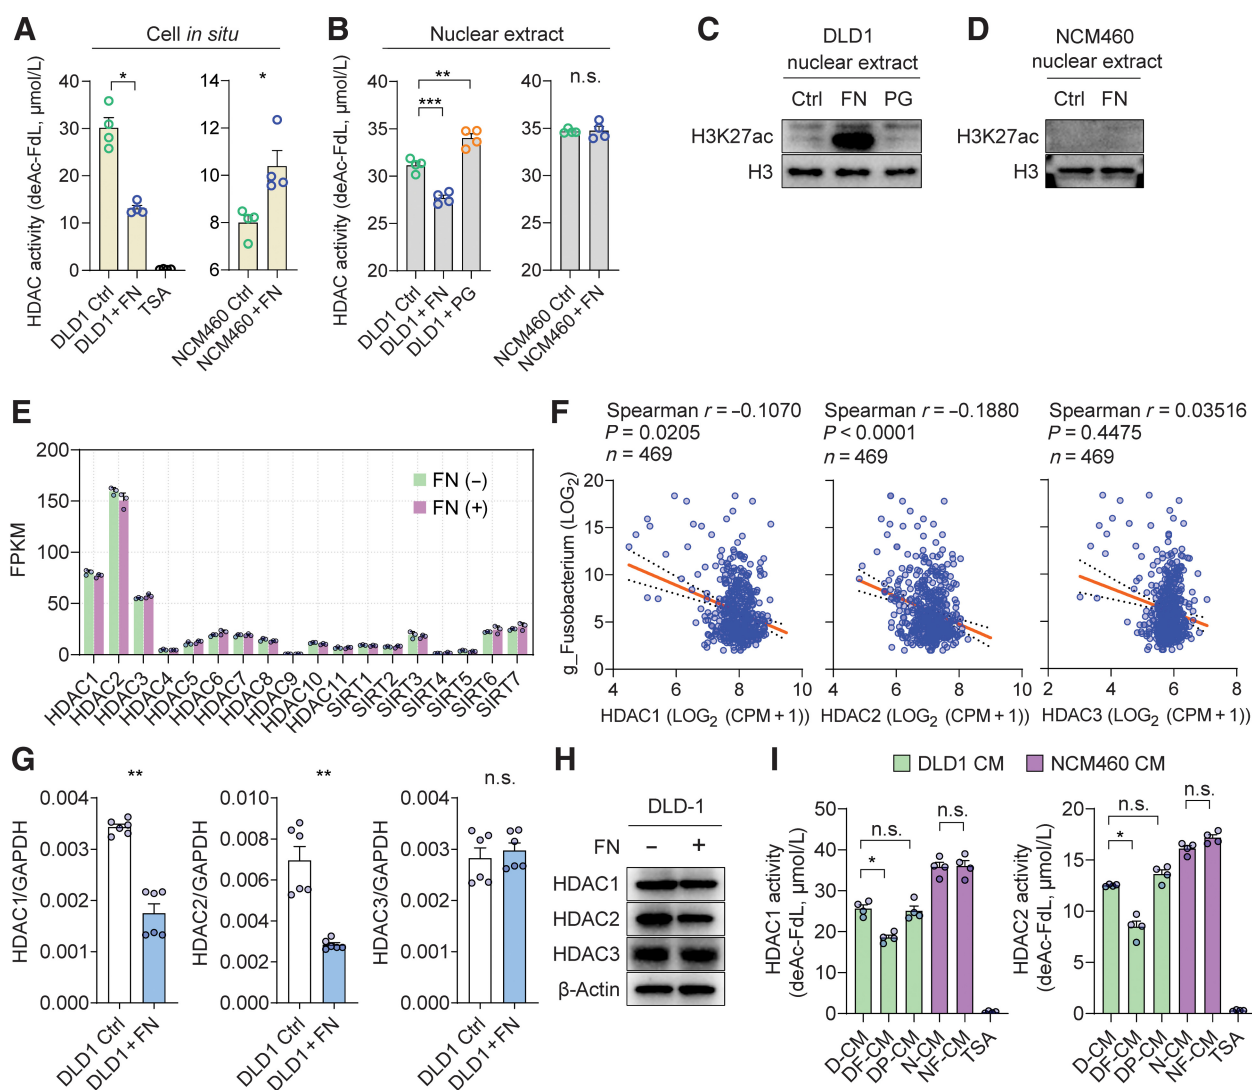 A
Cell in situ
HDAC activity (deAc-FdL, μmol/L)
40
30
20
10
0
*
DLD1 Ctrl
DLD1+FN
TSA
14
12
10
8
6
*
NCM460 Ctrl
NCM460+FN
B
Nuclear extract
HDAC activity (deAc-FdL, μmol/L)
40
35
30
25
20
**
***
DLD1 Ctrl
DLD1+FN
DLD1+PG
40
35
30
25
20
n.s.
NCM460 Ctrl
NCM460+FN
C
DLD1
nuclear extract
Ctrl FN PG
H3K27ac
H3
D
NCM460
nuclear extract
Ctrl FN
H3K27ac
H3
E
FPKM
200
150
100
50
0
FN (–)
FN (+)
HDAC1
HDAC2
HDAC3
HDAC4
HDAC5
HDAC6
HDAC7
HDAC8
HDAC9
HDAC10
HDAC11
SIRT1
SIRT2
SIRT3
SIRT4
SIRT5
SIRT6
SIRT7
F
Spearman r = –0.1070
P = 0.0205
n = 469
g_Fusobacterium (LOG2)
20
15
10
5
0
4 6 8 10
HDAC1 (LOG2 (CPM + 1))
Spearman r = –0.1880
P < 0.0001
n = 469
4 6 8 10
HDAC2 (LOG2 (CPM + 1))
Spearman r = 0.03516
P = 0.4475
n = 469
2 4 6 8
HDAC3 (LOG2 (CPM + 1))
G
HDAC1/GAPDH
0.004
0.003
0.002
0.001
0.000
**
DLD1 Ctrl
DLD1+FN
HDAC2/GAPDH
0.010
0.008
0.006
0.004
0.002
0.000
**
DLD1 Ctrl
DLD1+FN
HDAC3/GAPDH
0.004
0.003
0.002
0.001
0.000
n.s.
DLD1 Ctrl
DLD1+FN
H
DLD-1
FN – +
HDAC1
HDAC2
HDAC3
β-Actin
I
DLD1 CM
NCM460 CM
HDAC1 activity
(deAc-FdL, μmol/L)
50
40
30
20
10
0
n.s.
n.s.
*
D-CM
DF-CM
DP-CM
N-CM
NF-CM
TSA
HDAC2 activity
(deAc-FdL, μmol/L)
20
15
10
5
0
n.s.
n.s.
*
D-CM
DF-CM
DP-CM
N-CM
NF-CM
TSA